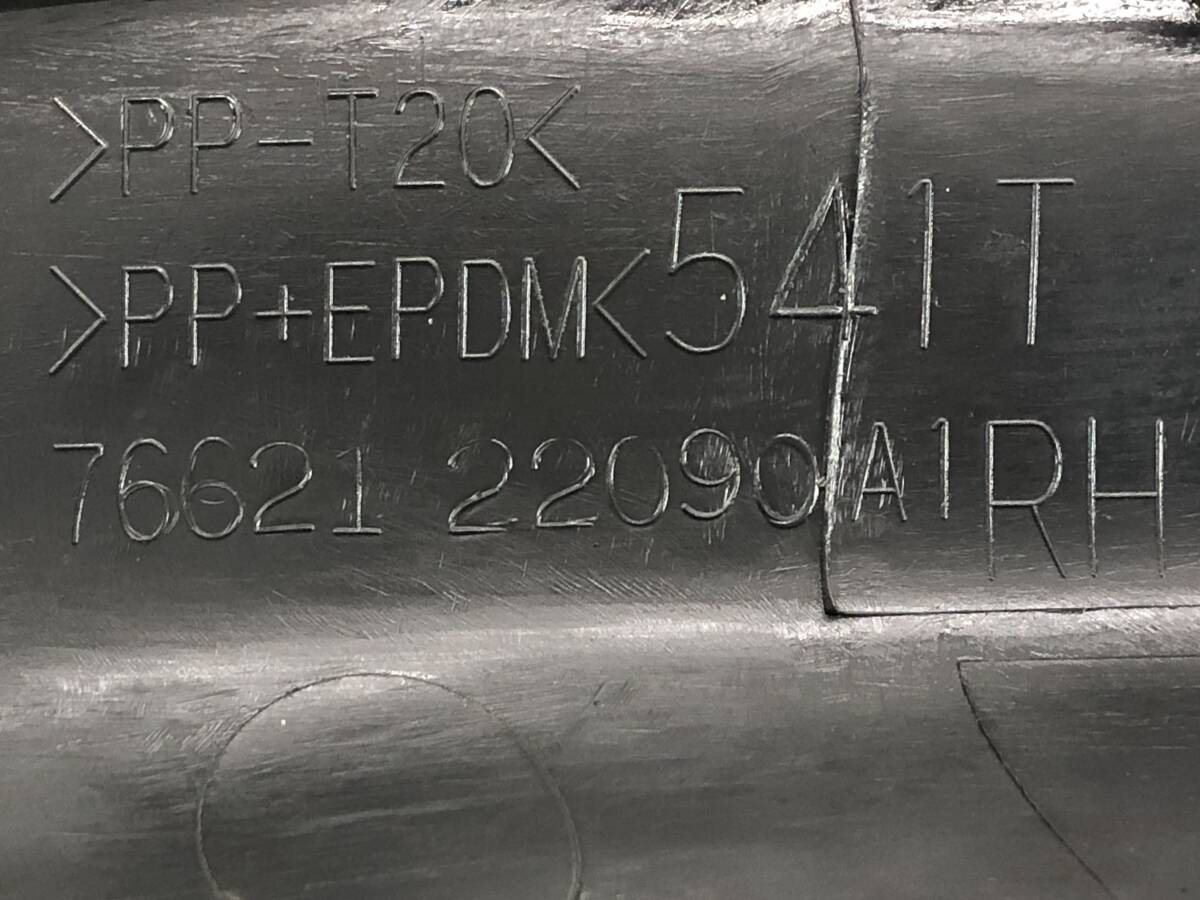 >PP-T20<
>PP+EPDM< 541T
76621 22090 A1RH